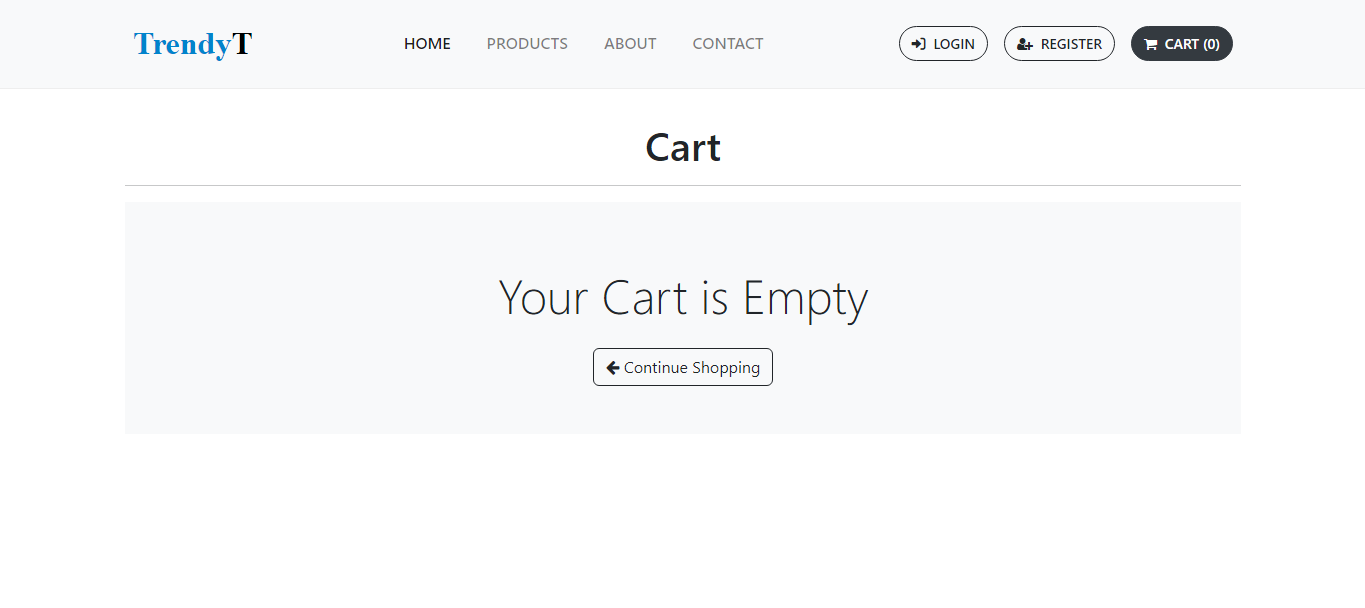 TrendyT HOME PRODUCTS ABOUT CONTACT LOGIN REGISTER CART (0)
Cart
Your Cart is Empty
Continue Shopping